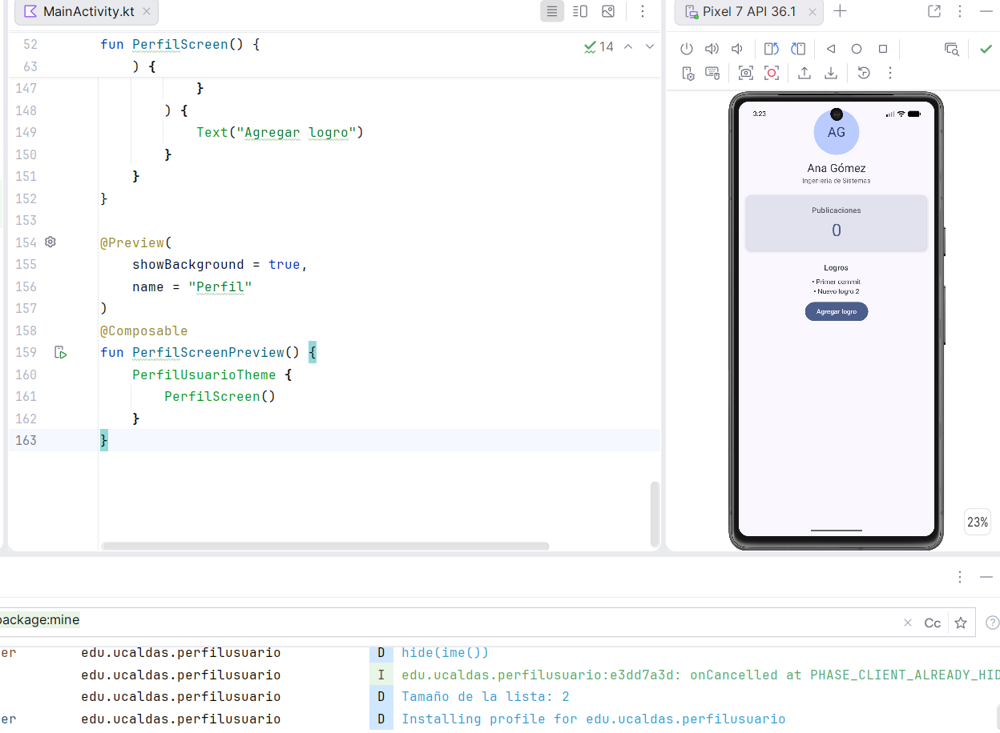 MainActivity.kt
Pixel 7 API 36.1
52 fun PerfilScreen() {
14
63 ) {
147 }
148 ) {
149 Text("Agregar logro")
150 }
151 }
152 }
153
154 @Preview(
155 showBackground = true,
156 name = "Perfil"
157 )
158 @Composable
159 fun PerfilScreenPreview() {
160 PerfilUsuarioTheme {
161 PerfilScreen()
162 }
163 }
3:23
AG
Ana Gómez
Ingeniería de Sistemas
Publicaciones
0
Logros
• Primer commit
• Nuevo logro 2
Agregar logro
23%
package:mine
Cc
?
er edu.ucaldas.perfilusuario D hide(ime())
edu.ucaldas.perfilusuario I edu.ucaldas.perfilusuario:e3dd7a3d: onCancelled at PHASE_CLIENT_ALREADY_HID
edu.ucaldas.perfilusuario D Tamaño de la lista: 2
er edu.ucaldas.perfilusuario D Installing profile for edu.ucaldas.perfilusuario